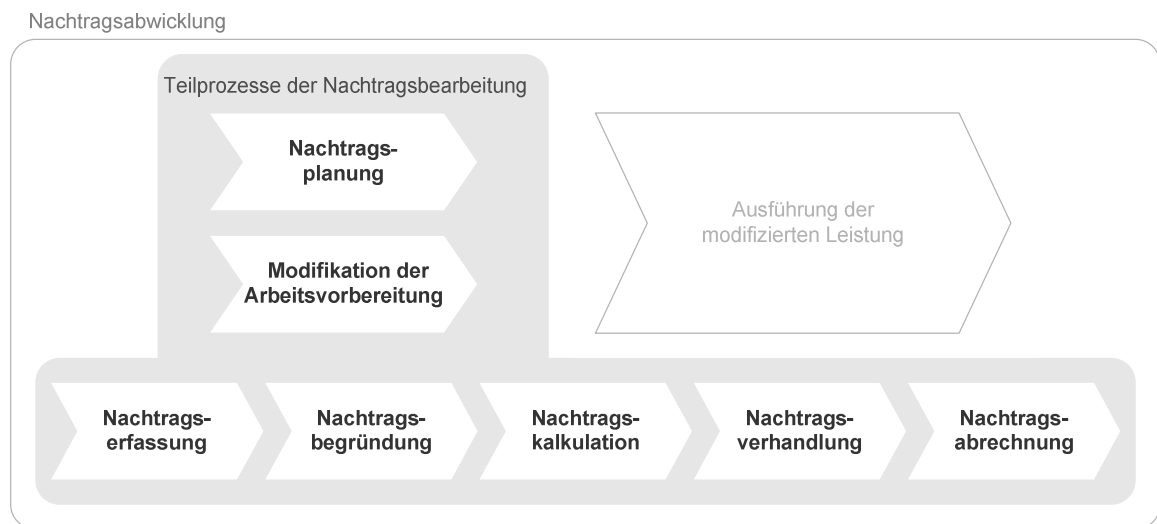 Nachtragsabwicklung
Teilprozesse der Nachtragsbearbeitung
Nachtrags-
planung
Ausführung der
modifizierten Leistung
Modifikation der
Arbeitsvorbereitung
Nachtrags-
erfassung
Nachtrags-
begründung
Nachtrags-
kalkulation
Nachtrags-
verhandlung
Nachtrags-
abrechnung